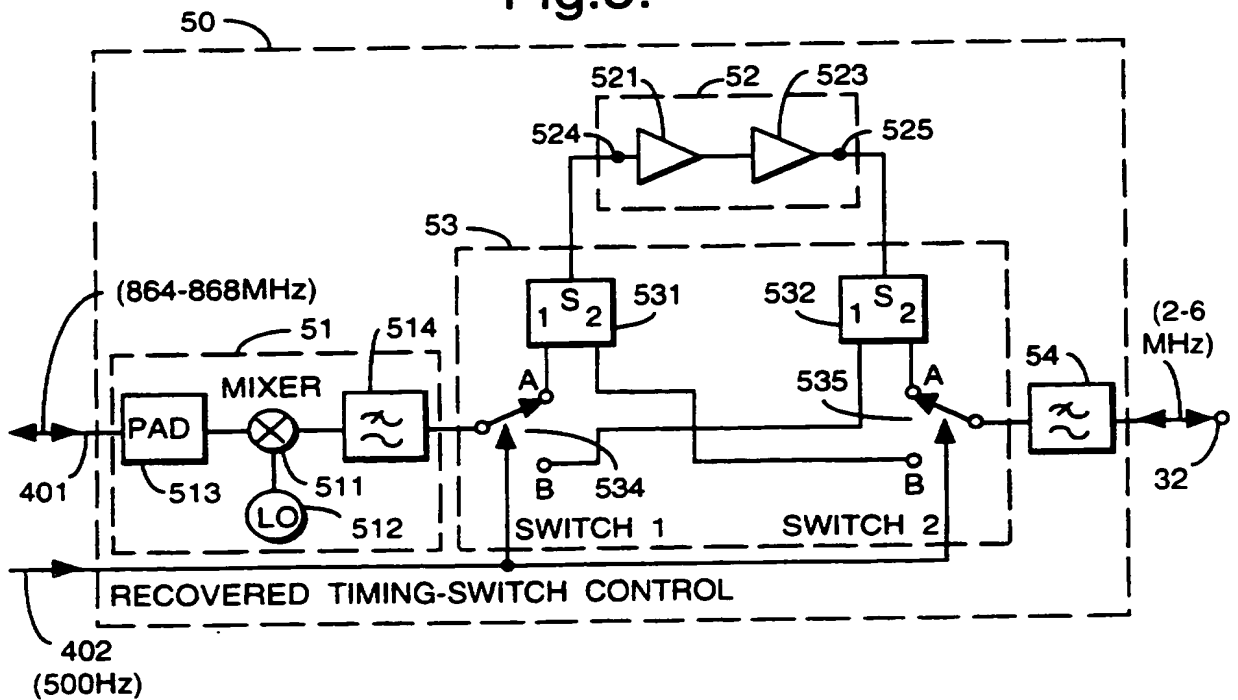 Fig.5.
50
521
52
523
524
525
53
(864-868MHz)
S
1 2
531
532
S
1 2
(2-6
MHz)
51
514
54
MIXER
A
535
A
PAD
401
513
511
LO
512
B
534
B
32
SWITCH 1
SWITCH 2
RECOVERED TIMING-SWITCH CONTROL
402
(500Hz)